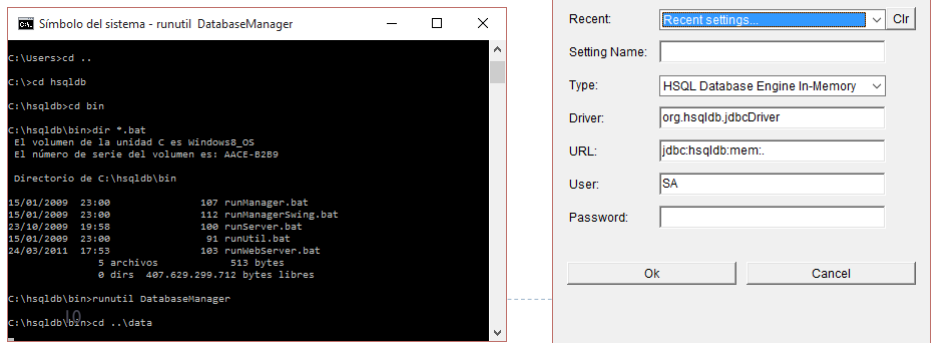 Símbolo del sistema - runutil DatabaseManager
C:\Users>cd ..
C:\>cd hsqldb
C:\hsqldb>cd bin
C:\hsqldb\bin>dir *.bat
El volumen de la unidad C es Windows8_OS
El número de serie del volumen es: AACE-B2B9
Directorio de C:\hsqldb\bin
15/01/2009 23:00 107 runManager.bat
15/01/2009 23:00 112 runManagerSwing.bat
23/10/2009 19:58 100 runServer.bat
15/01/2009 23:00 91 runUtil.bat
24/03/2011 17:53 103 runWebServer.bat
5 archivos 513 bytes
0 dirs 407.629.299.712 bytes libres
C:\hsqldb\bin>runutil DatabaseManager
C:\hsqldb\bin>cd ..\data
10
Recent: Recent settings... Clr
Setting Name:
Type: HSQL Database Engine In-Memory
Driver: org.hsqldb.jdbcDriver
URL: jdbc:hsqldb:mem:.
User: SA
Password:
Ok Cancel